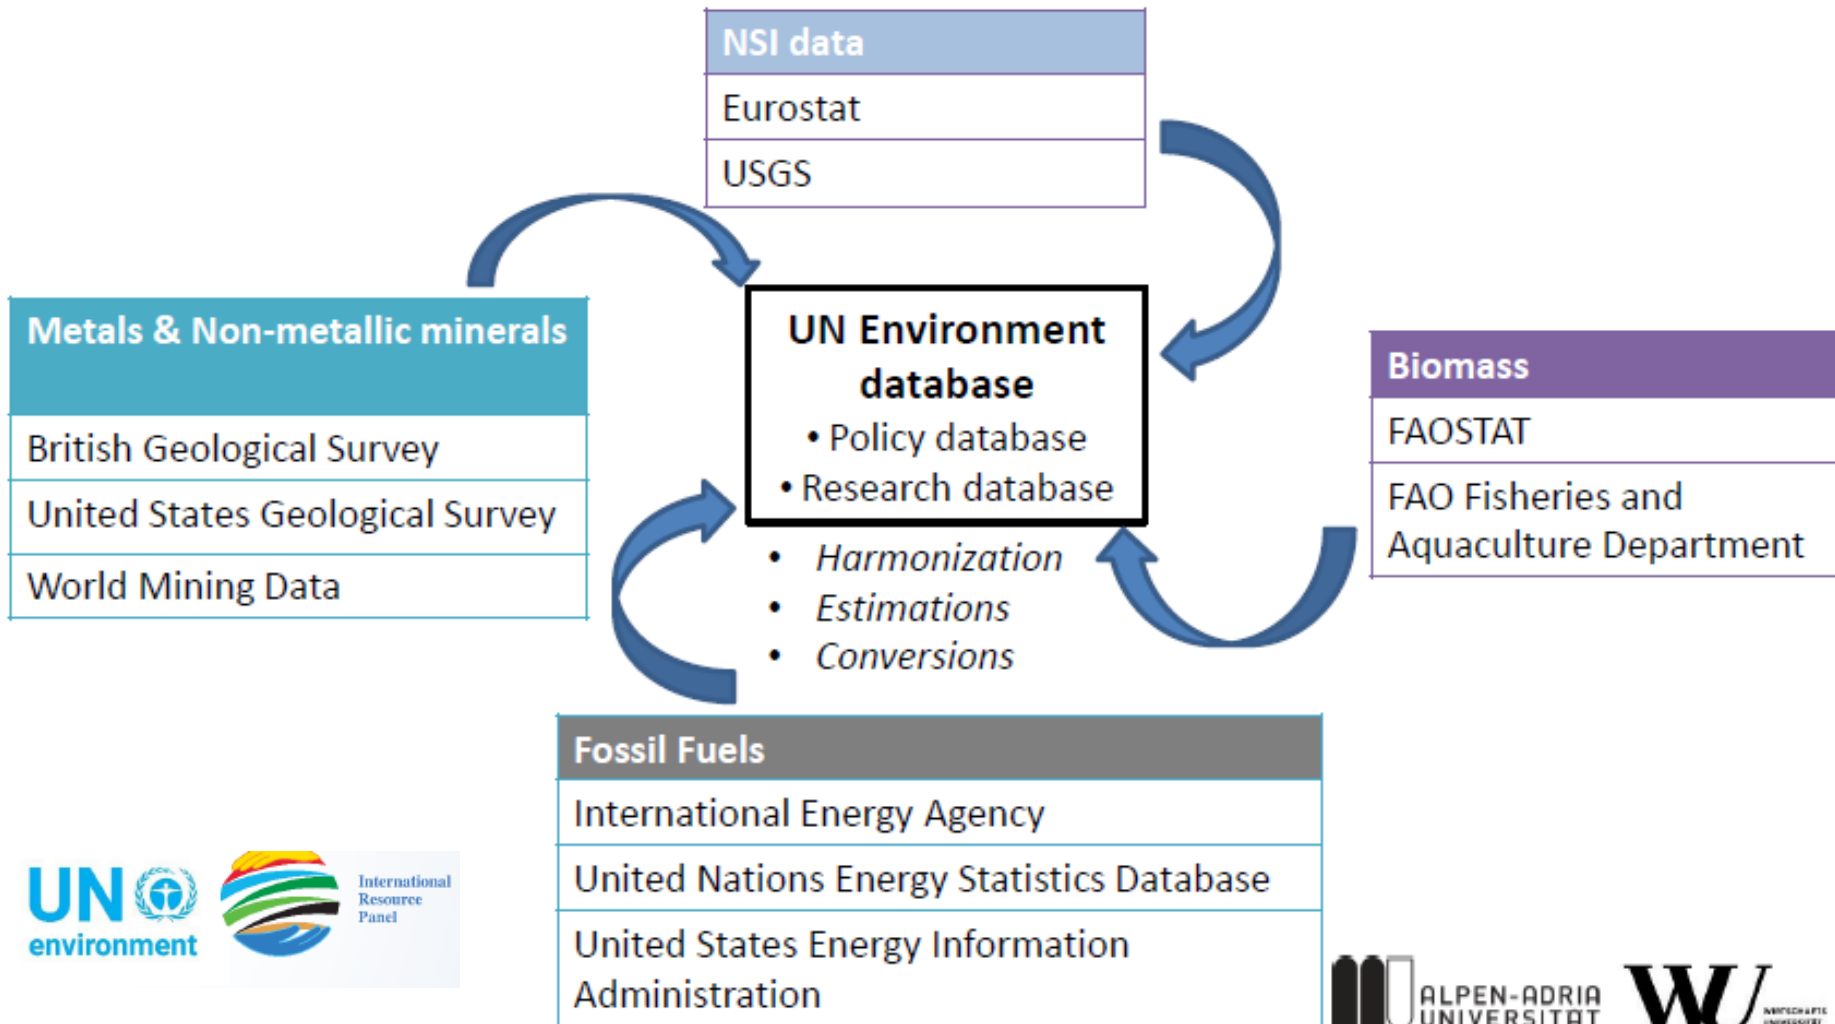 NSI data
Eurostat
USGS
Metals & Non-metallic minerals
British Geological Survey
United States Geological Survey
World Mining Data
UN Environment
database
• Policy database
• Research database
• Harmonization
• Estimations
• Conversions
Biomass
FAOSTAT
FAO Fisheries and
Aquaculture Department
Fossil Fuels
International Energy Agency
United Nations Energy Statistics Database
United States Energy Information
Administration
UN
environment
International
Resource
Panel
ALPEN-ADRIA
UNIVERSITÄT
WU